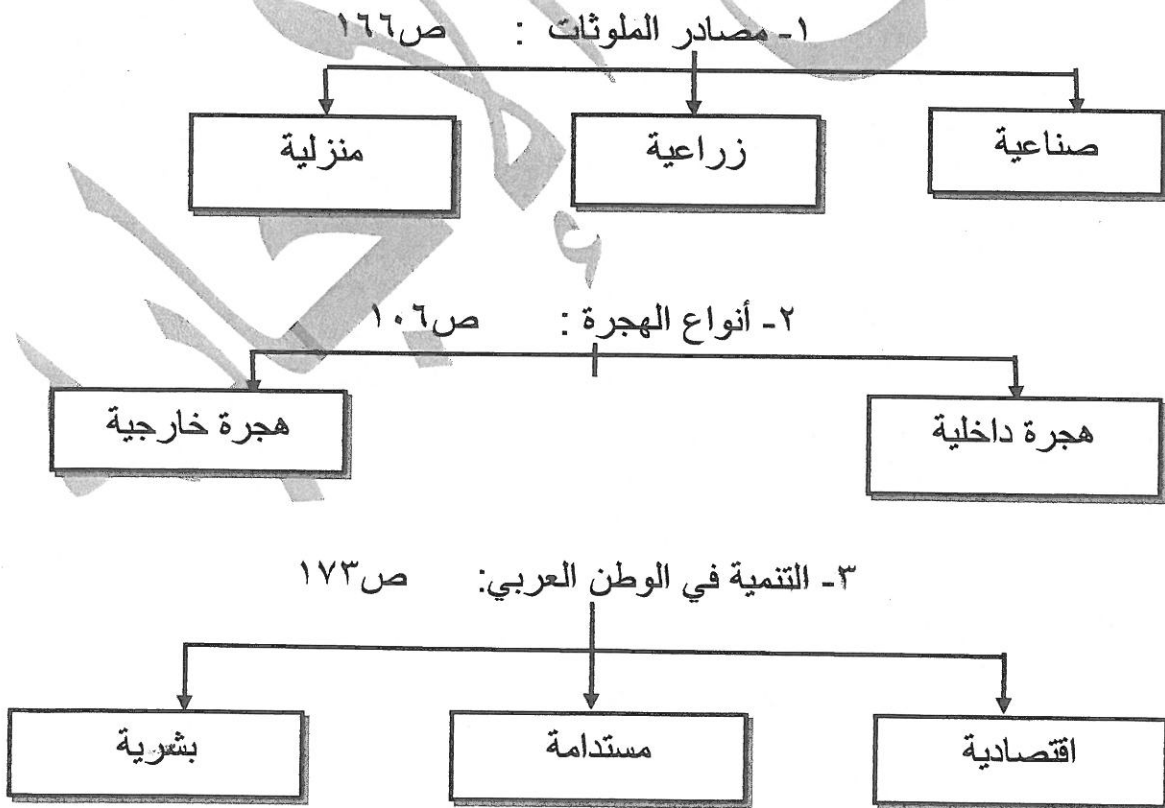 ١- مصادر الملوثات : ص١٦٦
صناعية
زراعية
منزلية
٢- أنواع الهجرة : ص١٠٦
هجرة داخلية
هجرة خارجية
٣- التنمية في الوطن العربي: ص١٧٣
اقتصادية
مستدامة
بشرية